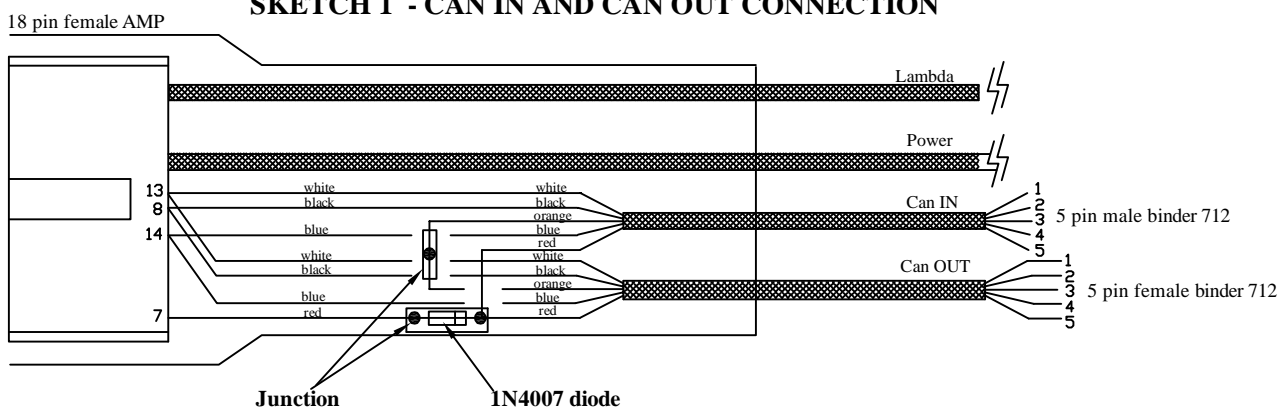 SKETCH 1 - CAN IN AND CAN OUT CONNECTION
18 pin female AMP
Lambda
Power
13
8
14
7
white
black
blue
white
black
blue
red
white
black
orange
blue
red
white
black
orange
blue
red
Can IN
1
2
3
4
5
5 pin male binder 712
Can OUT
1
2
3
4
5
5 pin female binder 712
Junction
1N4007 diode